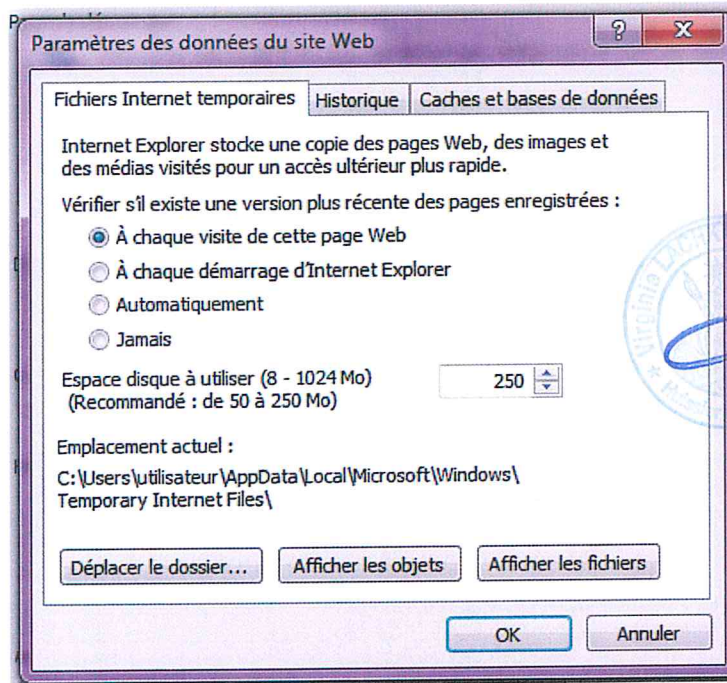 Paramètres des données du site Web
Fichiers Internet temporaires
Historique
Caches et bases de données
Internet Explorer stocke une copie des pages Web, des images et
des médias visités pour un accès ultérieur plus rapide.
Vérifier s'il existe une version plus récente des pages enregistrées :
À chaque visite de cette page Web
À chaque démarrage d'Internet Explorer
Automatiquement
Jamais
Espace disque à utiliser (8 - 1024 Mo)
250
(Recommandé : de 50 à 250 Mo)
Emplacement actuel :
C:\Users\utilisateur\AppData\Local\Microsoft\Windows\
Temporary Internet Files\
Déplacer le dossier...
Afficher les objets
Afficher les fichiers
OK
Annuler
Virginie